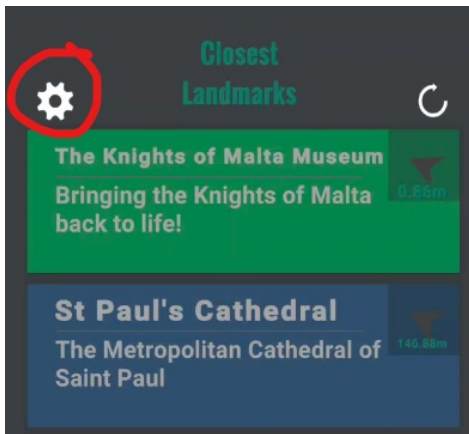 Closest
Landmarks
The Knights of Malta Museum
0.86m
Bringing the Knights of Malta
back to life!
St Paul's Cathedral
146.88m
The Metropolitan Cathedral of
Saint Paul